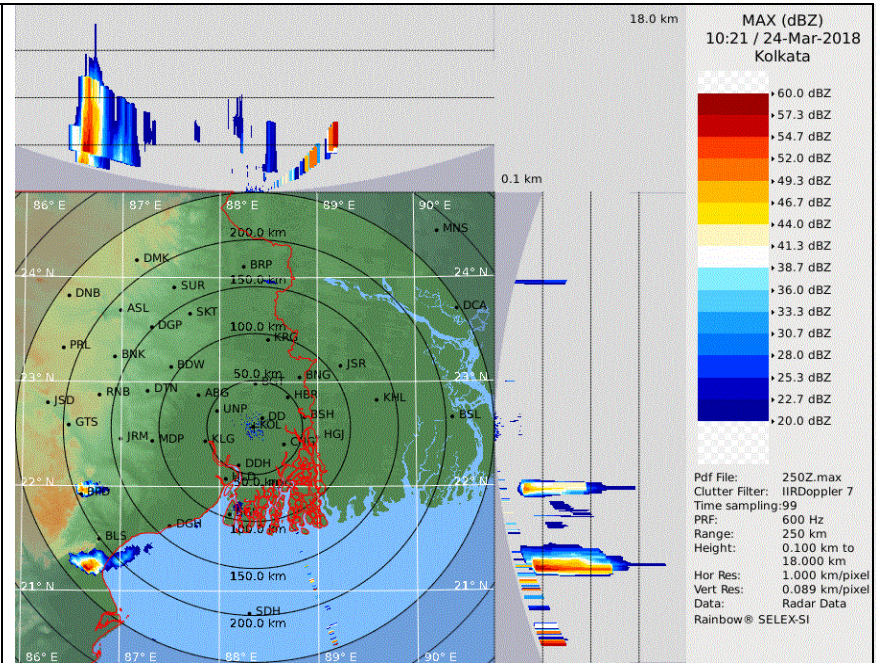 18.0 km
MAX (dBZ)
10:21 / 24-Mar-2018
Kolkata
60.0 dBZ
57.3 dBZ
54.7 dBZ
52.0 dBZ
49.3 dBZ
46.7 dBZ
44.0 dBZ
41.3 dBZ
38.7 dBZ
36.0 dBZ
33.3 dBZ
30.7 dBZ
28.0 dBZ
25.3 dBZ
22.7 dBZ
20.0 dBZ
0.1 km
86° E 87° E 88° E 89° E 90° E
MNS
200.0 km
DMK
BRP
24° N 24° N
150.0 km
SUR
DNB
DCA
ASL
SKT
DGP
100.0 km
KRG
PRL
BNK
BDW
JSR
50.0 km
BNG
23° N 23° N
RNB
DTN
ABG
HBR
KHL
JSD
UNP
BSH
BSL
GTS
DD
KOL
HGJ
JRM
MDP
KLG
DDH
22° N 22° N
50.0 km
DGH
100.0 km
BLS
150.0 km
21° N 21° N
SDH
200.0 km
86° E 87° E 88° E 89° E 90° E
Pdf File: 250Z.max
Clutter Filter: IIRDoppler 7
Time sampling:99
PRF: 600 Hz
Range: 250 km
Height: 0.100 km to
18.000 km
Hor Res: 1.000 km/pixel
Vert Res: 0.089 km/pixel
Data: Radar Data
Rainbow® SELEX-SI